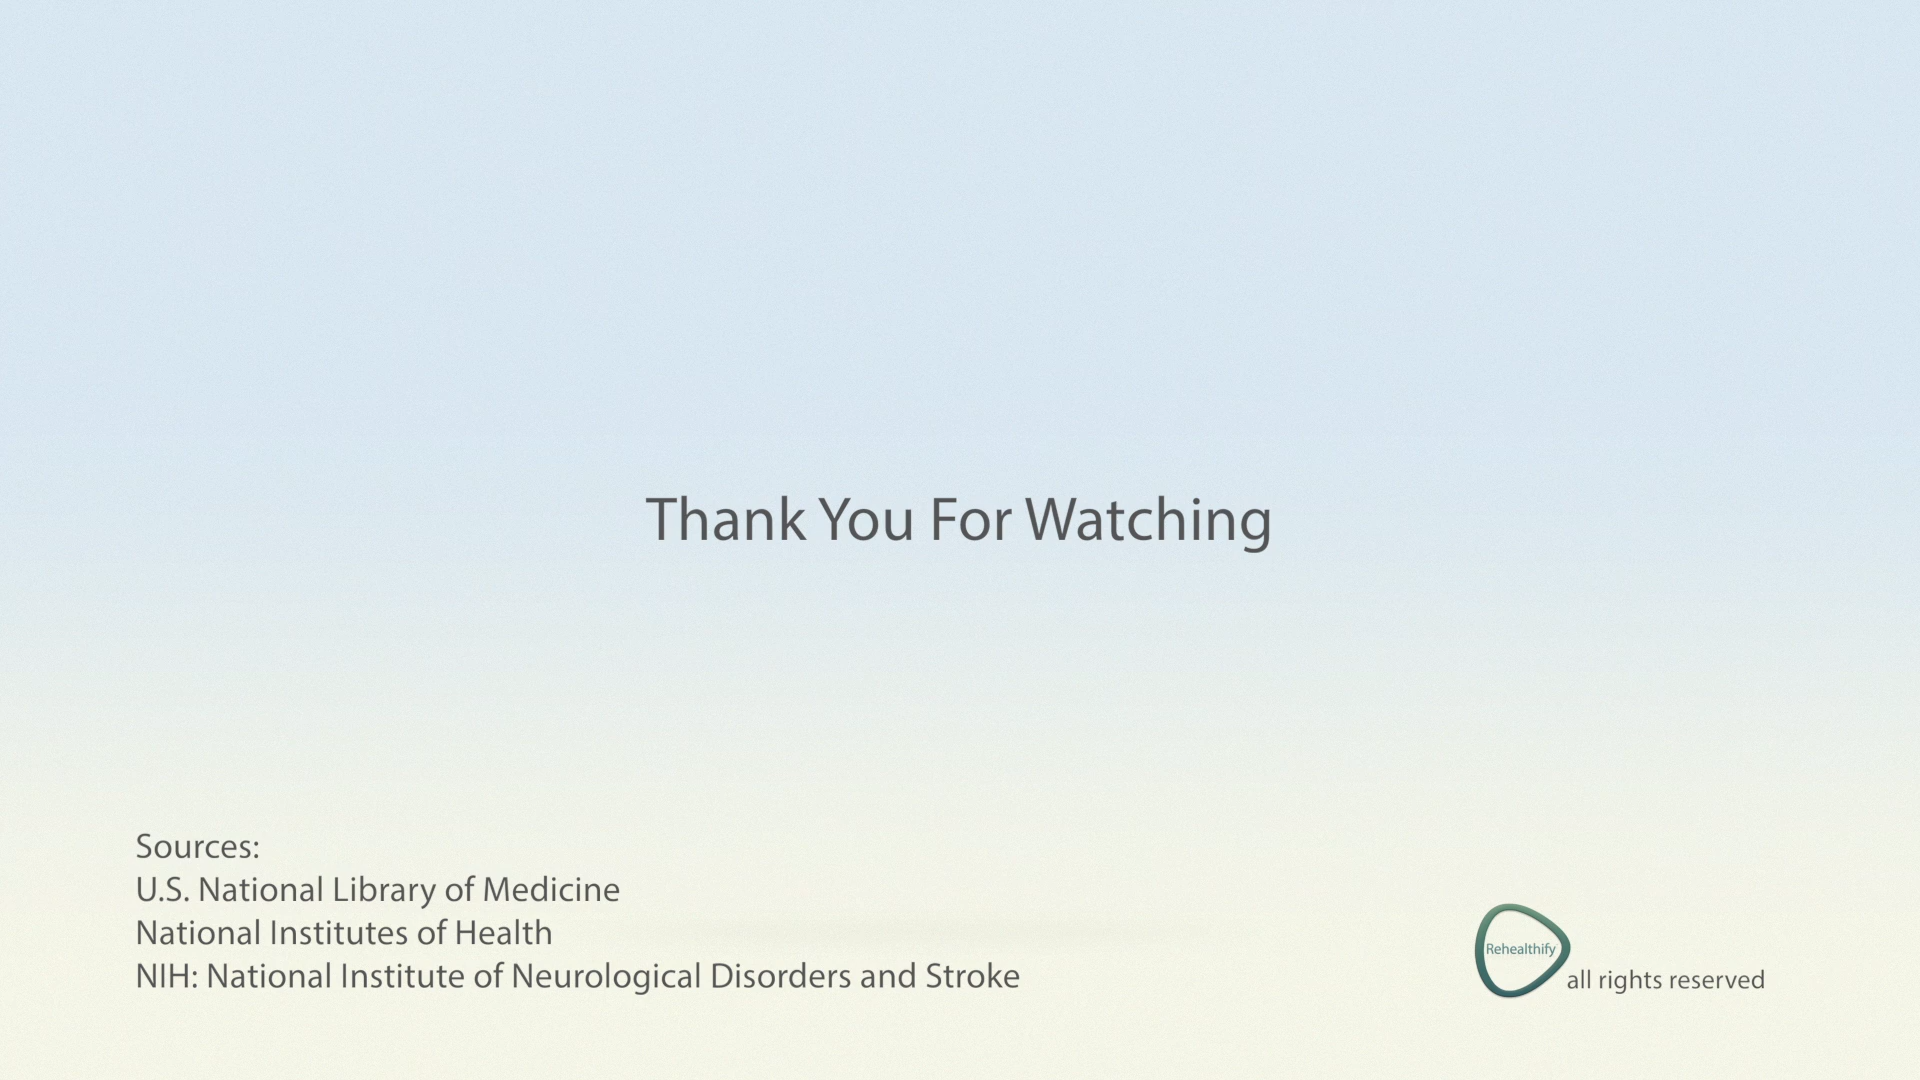 Thank You For Watching
Sources:
U.S. National Library of Medicine
National Institutes of Health
NIH: National Institute of Neurological Disorders and Stroke
Rehealthify
all rights reserved